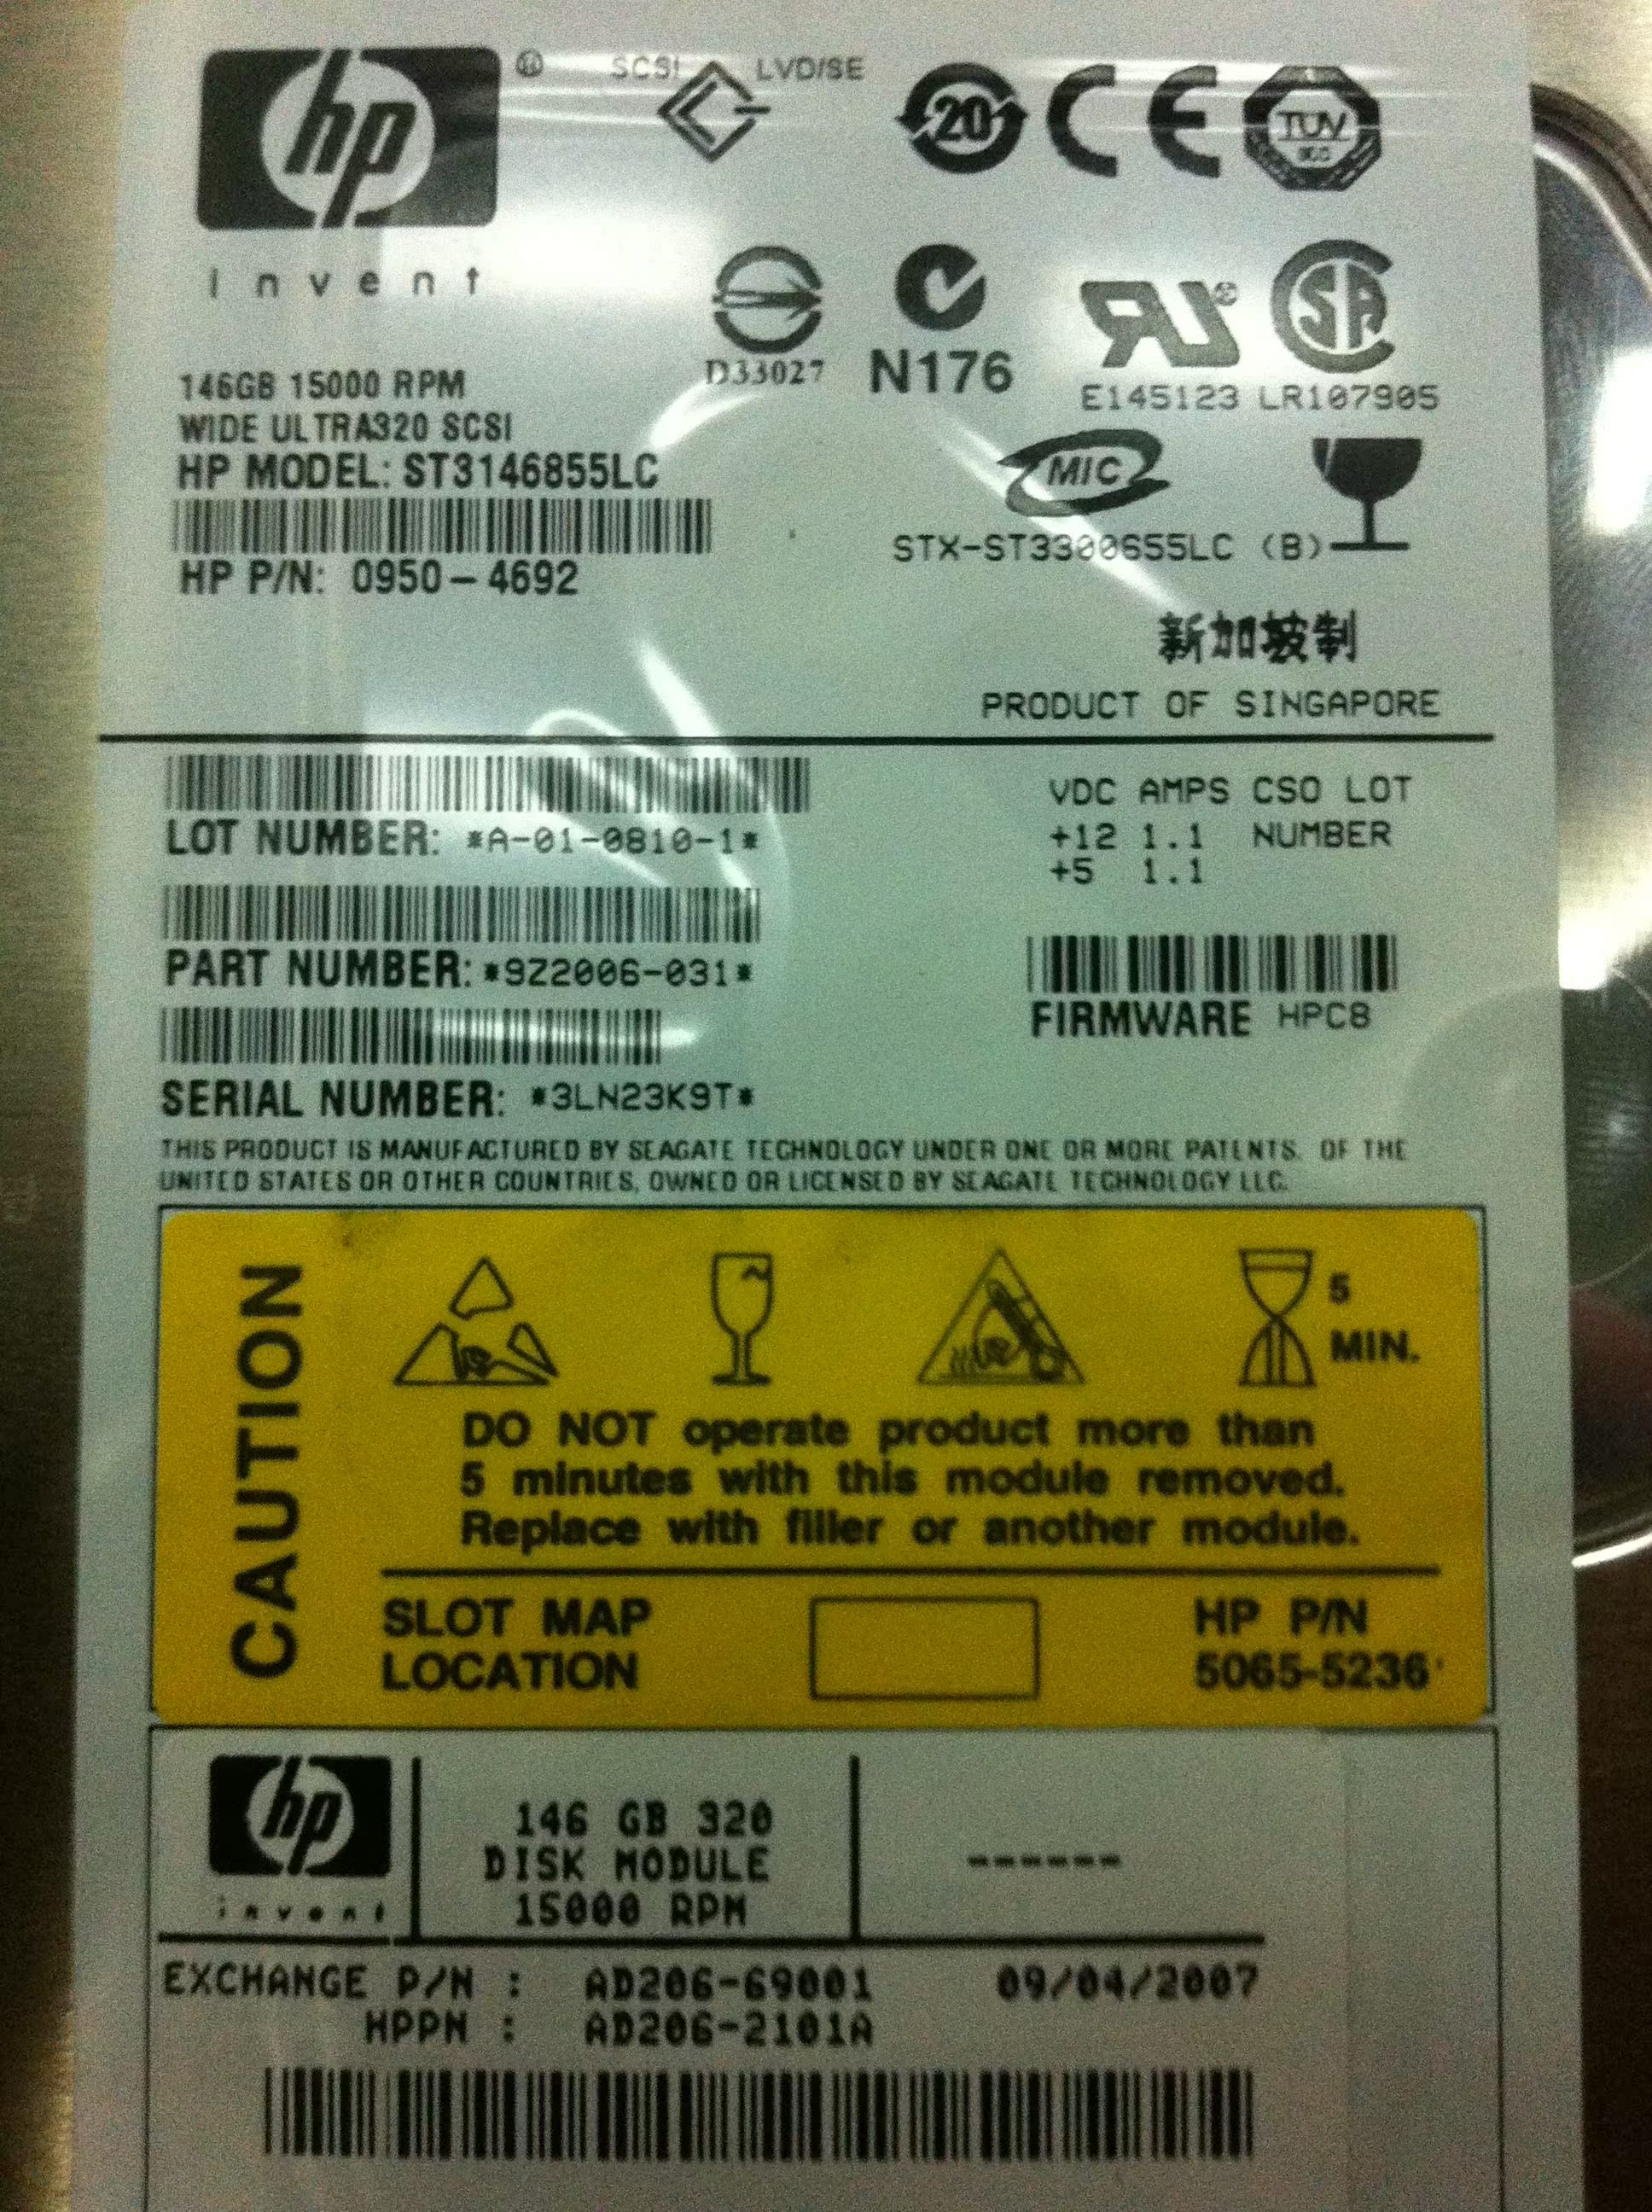 hp
SCSI LVD/SE
20 CE TUV
invent
D33027
N176
E145123 LR107905
146GB 15000 RPM
WIDE ULTRA320 SCSI
HP MODEL: ST3146855LC
MIC
STX-ST3300655LC (B)
HP P/N: 0950-4692
新加坡制
PRODUCT OF SINGAPORE
VDC AMPS CSO LOT
+12 1.1 NUMBER
+5 1.1
LOT NUMBER: *A-01-0810-1*
PART NUMBER: *9Z2006-031*
FIRMWARE HPC8
SERIAL NUMBER: *3LN23K9T*
THIS PRODUCT IS MANUFACTURED BY SEAGATE TECHNOLOGY UNDER ONE OR MORE PATENTS. OF THE
UNITED STATES OR OTHER COUNTRIES, OWNED OR LICENSED BY SEAGATE TECHNOLOGY LLC.
CAUTION
5
MIN.
DO NOT operate product more than
5 minutes with this module removed.
Replace with filler or another module.
SLOT MAP
LOCATION
HP P/N
5065-5236
hp
invent
146 GB 320
DISK MODULE
15000 RPM
------
EXCHANGE P/N : AD206-69001 09/04/2007
HPPN : AD206-2101A